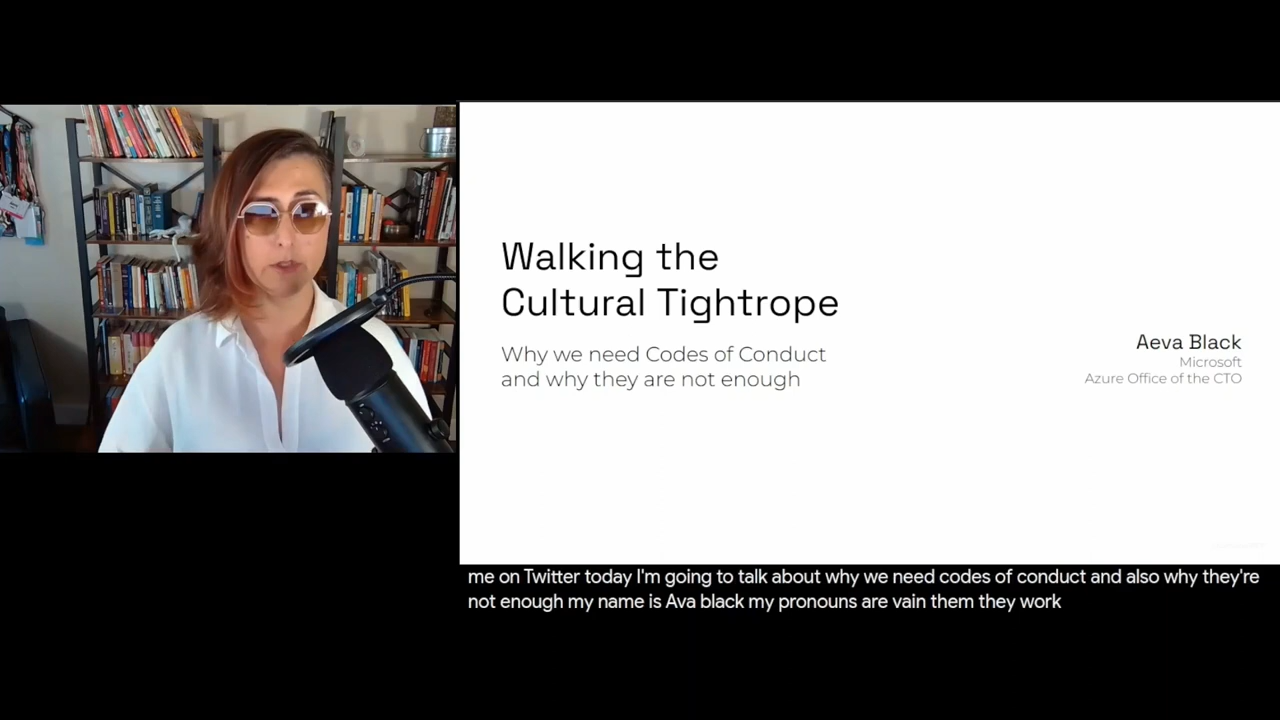 Walking the
Cultural Tightrope
Why we need Codes of Conduct
and why they are not enough
Aeva Black
Microsoft
Azure Office of the CTO
me on Twitter today I'm going to talk about why we need codes of conduct and also why they're
not enough my name is Ava black my pronouns are vain them they work